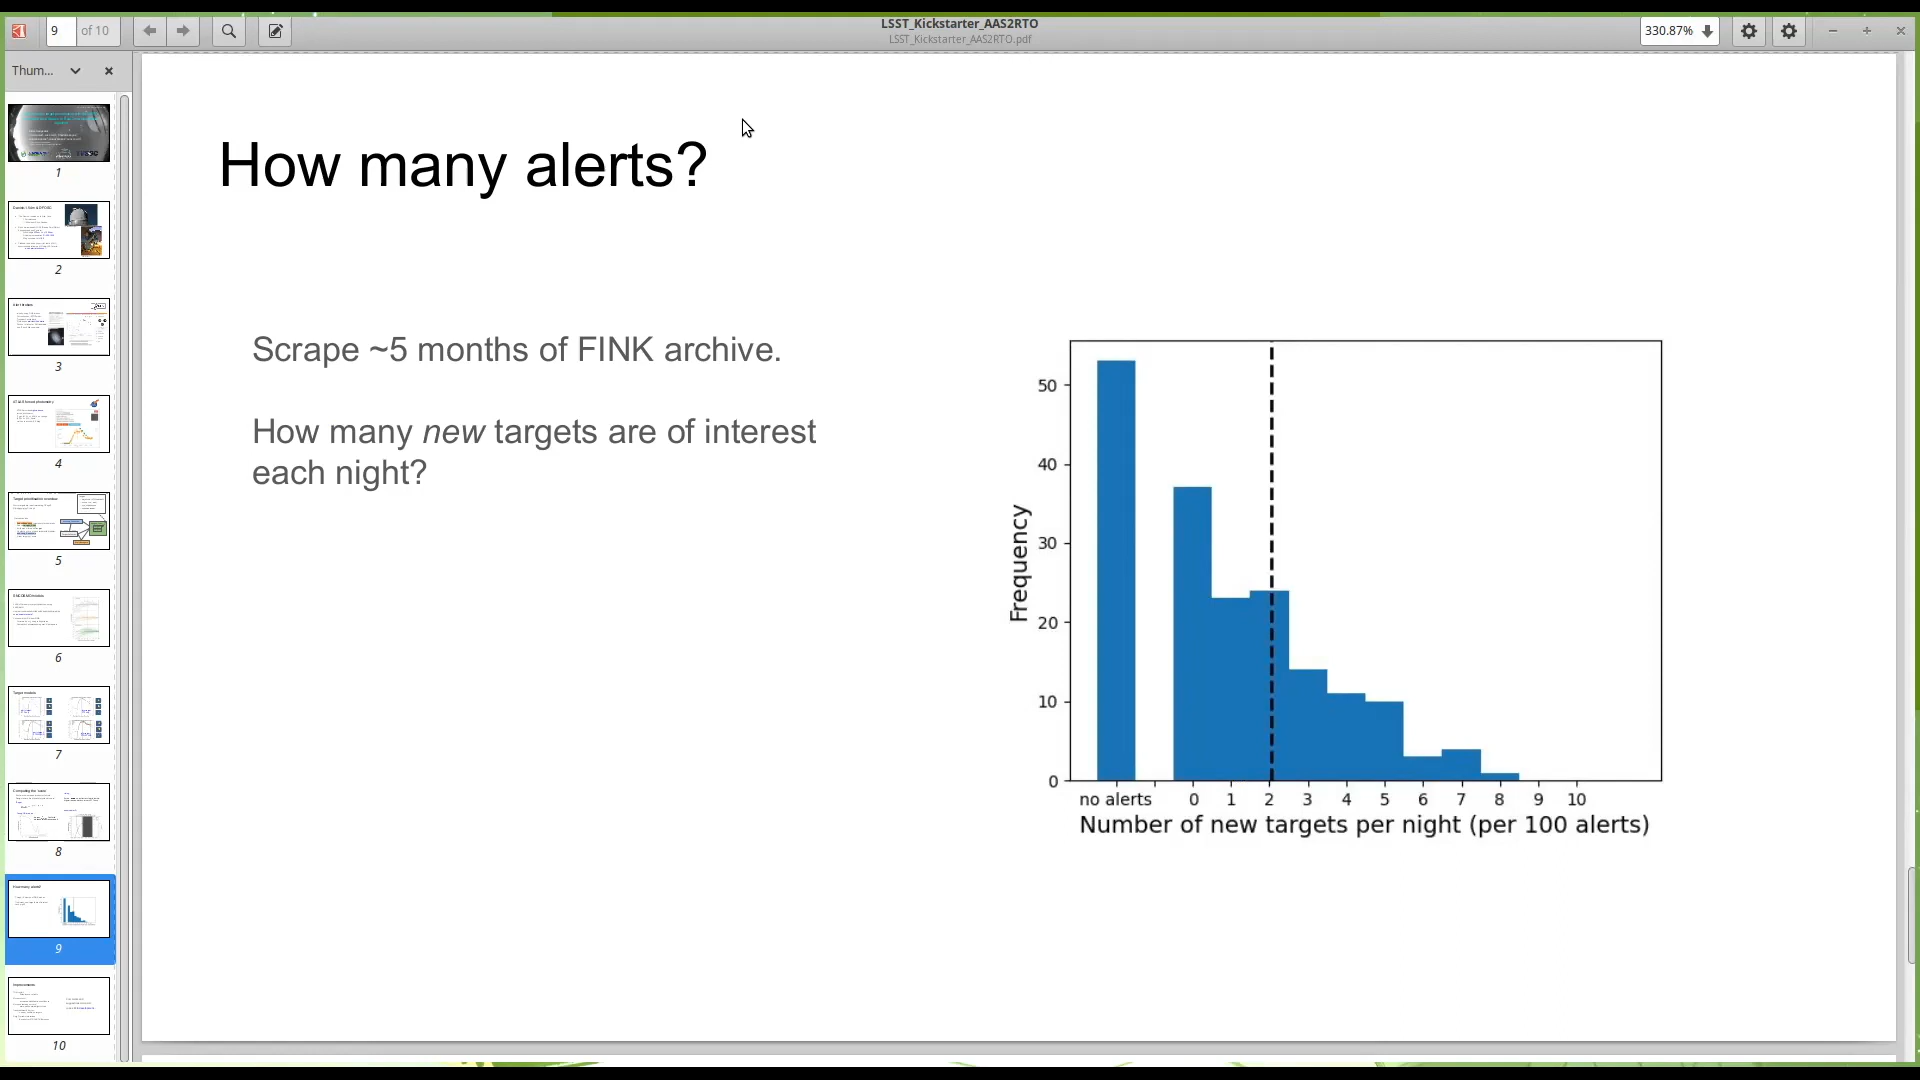 LSST_Kickstarter_AAS2RTO
LSST_Kickstarter_AAS2RTO.pdf
9 of 10
330.87%
Thum...
1
2
3
4
5
6
7
8
9
10
How many alerts?
Scrape ~5 months of FINK archive.
How many new targets are of interest
each night?
50
40
30
20
10
0
Frequency
no alerts 0 1 2 3 4 5 6 7 8 9 10
Number of new targets per night (per 100 alerts)